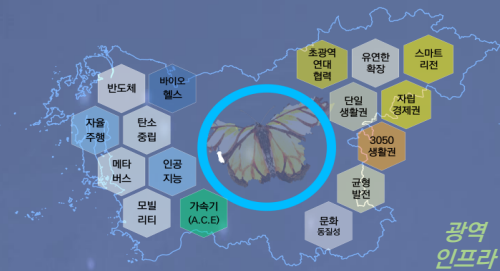 초광역
연대
협력
유연한
확장
스마트
리전
반도체
바이오
헬스
단일
생활권
자립
경제권
자율
주행
탄소
중립
3050
생활권
메타
버스
인공
지능
균형
발전
모빌
리티
가속기
(A.C.E)
문화
동질성
광역
인프라